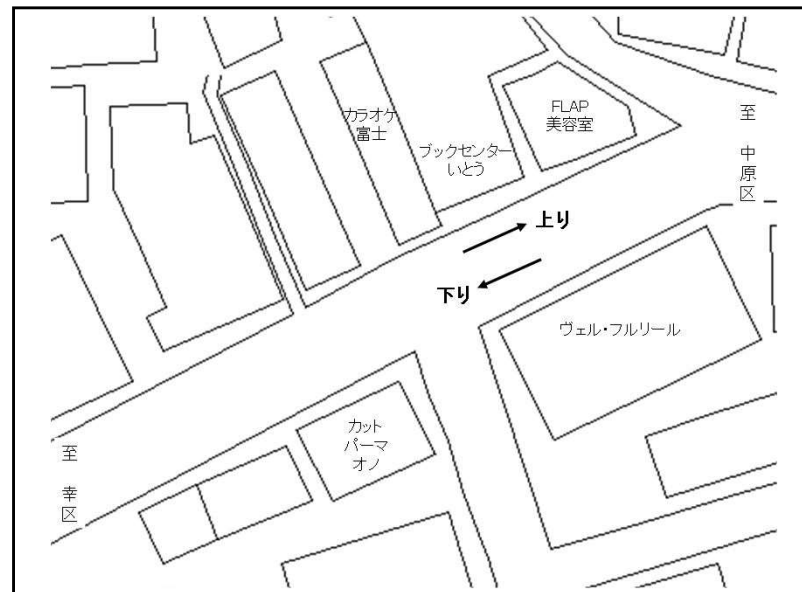 FLAP
美容室
カラオケ
富士
ブックセンター
いとう
至 中原区
上り
下り
ヴェル・フルリール
カット
パーマ
オノ
至 幸区